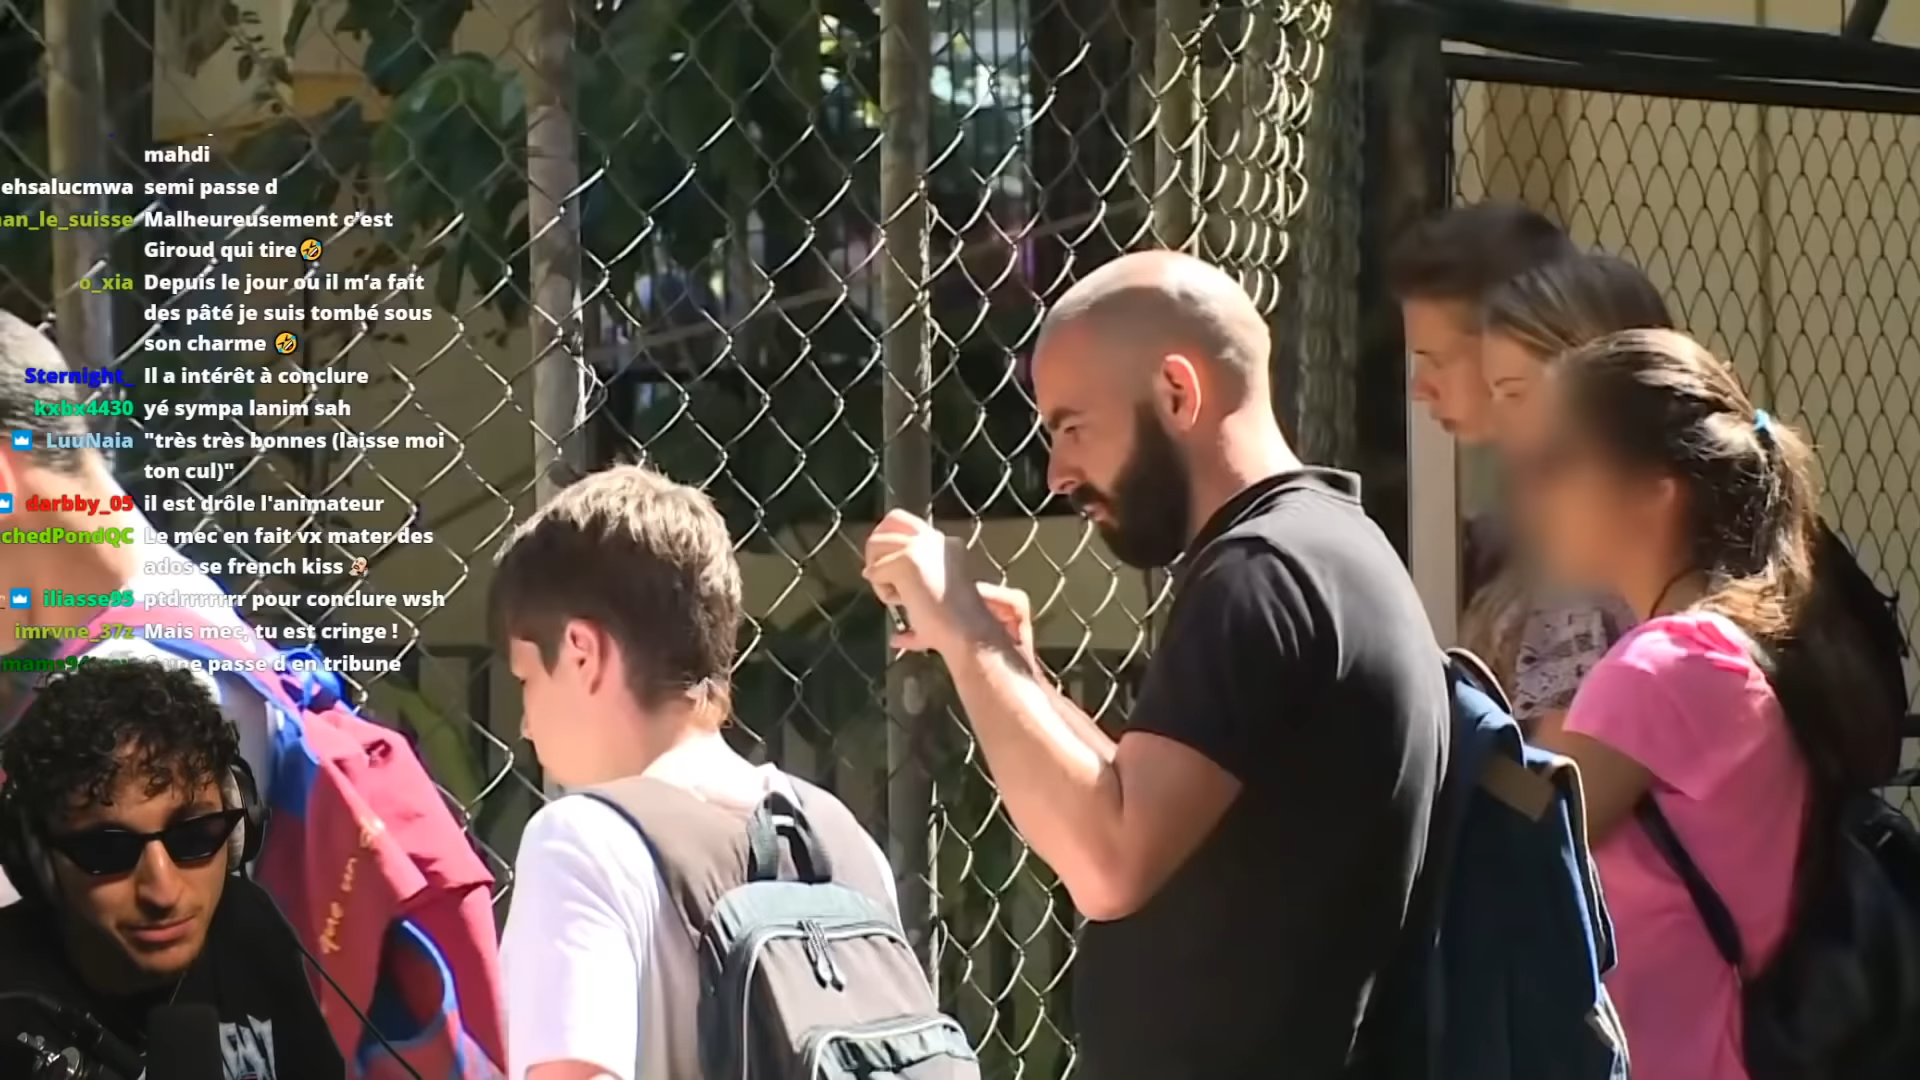 mahdi
ehsalucmwa semi passe d
an_le_suisse Malheureusement c'est
Giroud qui tire🤣
o_xia Depuis le jour où il m'a fait
des pâté je suis tombé sous
son charme 🤣
Sternight_ Il a intérêt à conclure
kxbx4430 yé sympa lanim sah
LuuNaia "très très bonnes (laisse moi
ton cul)"
darbby_05 il est drôle l'animateur
chedPondQC Le mec en fait vx mater des
ados se french kiss
iliasse95 ptdrrrrrrr pour conclure wsh
imrvne_37z Mais mec, tu est cringe !
passe d en tribune